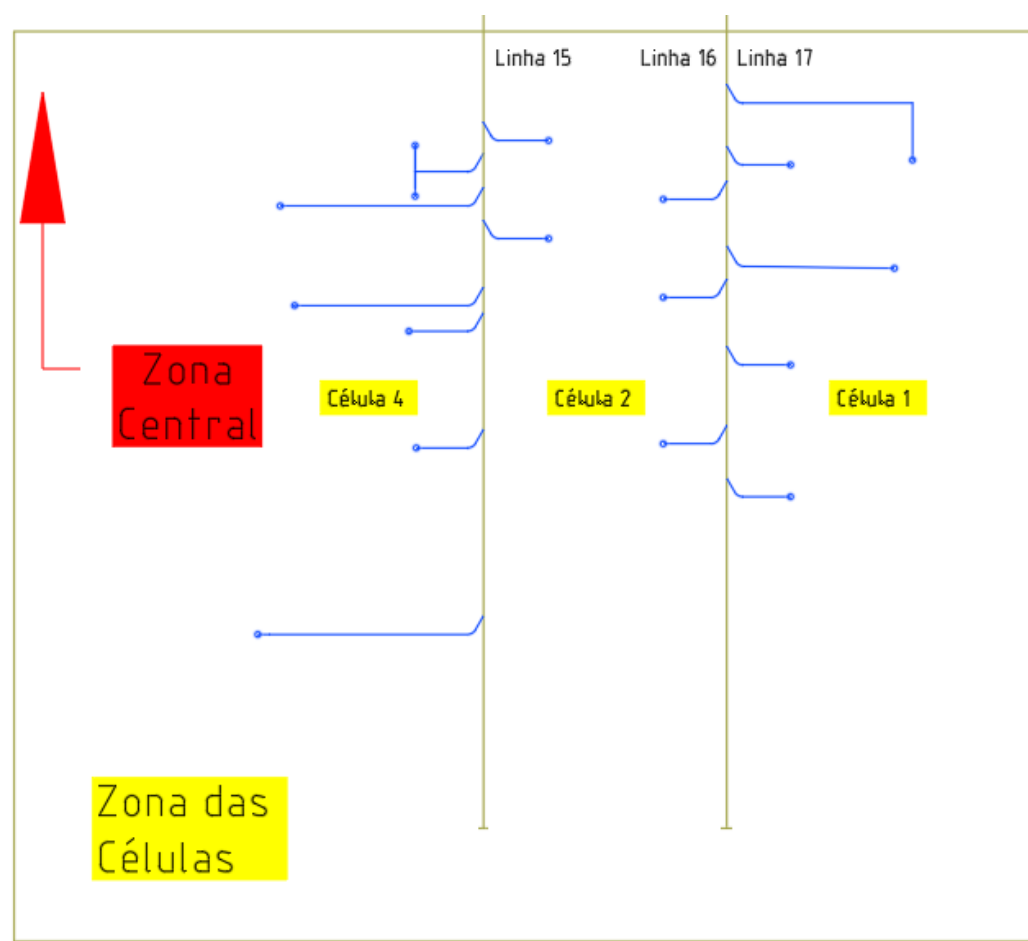 Linha 15
Linha 16
Linha 17
Zona
Central
Célula 4
Célula 2
Célula 1
Zona das
Células